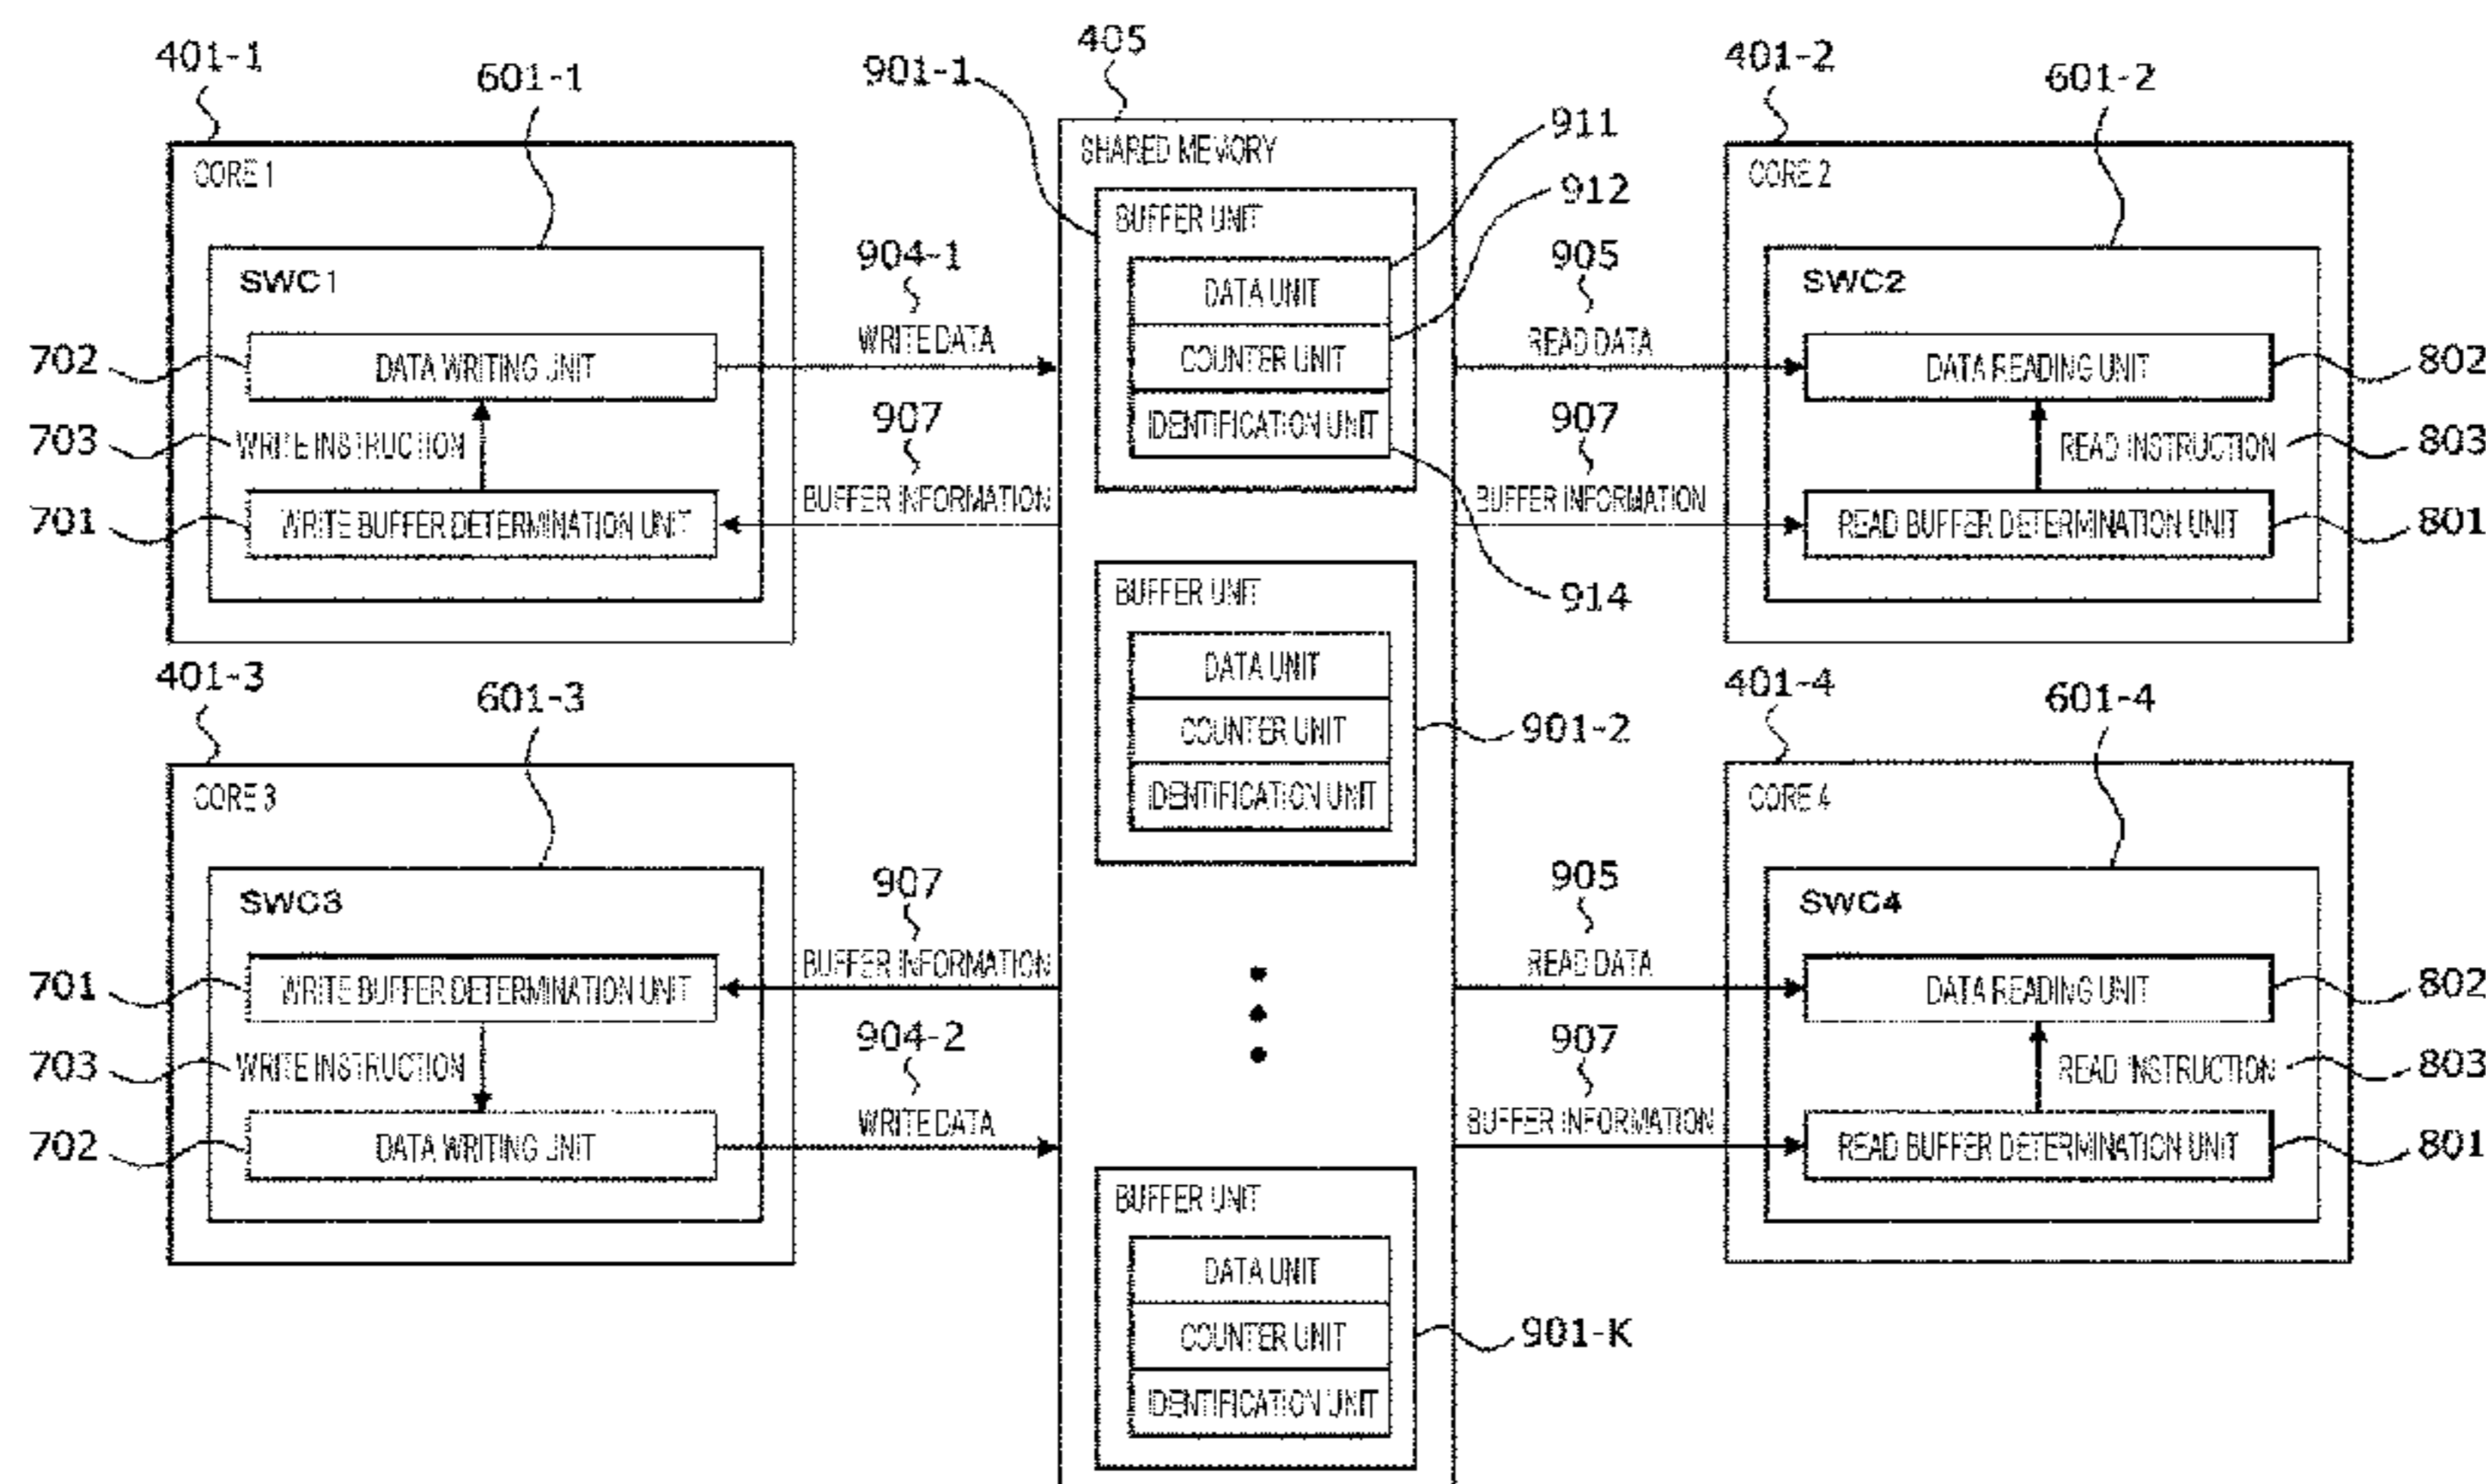 401-1
601-1
CORE 1
SWC1
702
DATA WRITING UNIT
703
WRITE INSTRUCTION
701
WRITE BUFFER DETERMINATION UNIT
904-1
WRITE DATA
907
BUFFER INFORMATION
401-3
601-3
CORE 3
SWC3
701
WRITE BUFFER DETERMINATION UNIT
703
WRITE INSTRUCTION
702
DATA WRITING UNIT
907
BUFFER INFORMATION
904-2
WRITE DATA
405
901-1
SHARED MEMORY
BUFFER UNIT
911
DATA UNIT
912
COUNTER UNIT
IDENTIFICATION UNIT
914
BUFFER UNIT
DATA UNIT
COUNTER UNIT
901-2
IDENTIFICATION UNIT
BUFFER UNIT
DATA UNIT
COUNTER UNIT
901-K
IDENTIFICATION UNIT
905
READ DATA
907
BUFFER INFORMATION
401-2
601-2
CORE 2
SWC2
DATA READING UNIT
802
READ INSTRUCTION
803
READ BUFFER DETERMINATION UNIT
801
905
READ DATA
907
BUFFER INFORMATION
401-4
601-4
CORE 4
SWC4
DATA READING UNIT
802
READ INSTRUCTION
803
READ BUFFER DETERMINATION UNIT
801